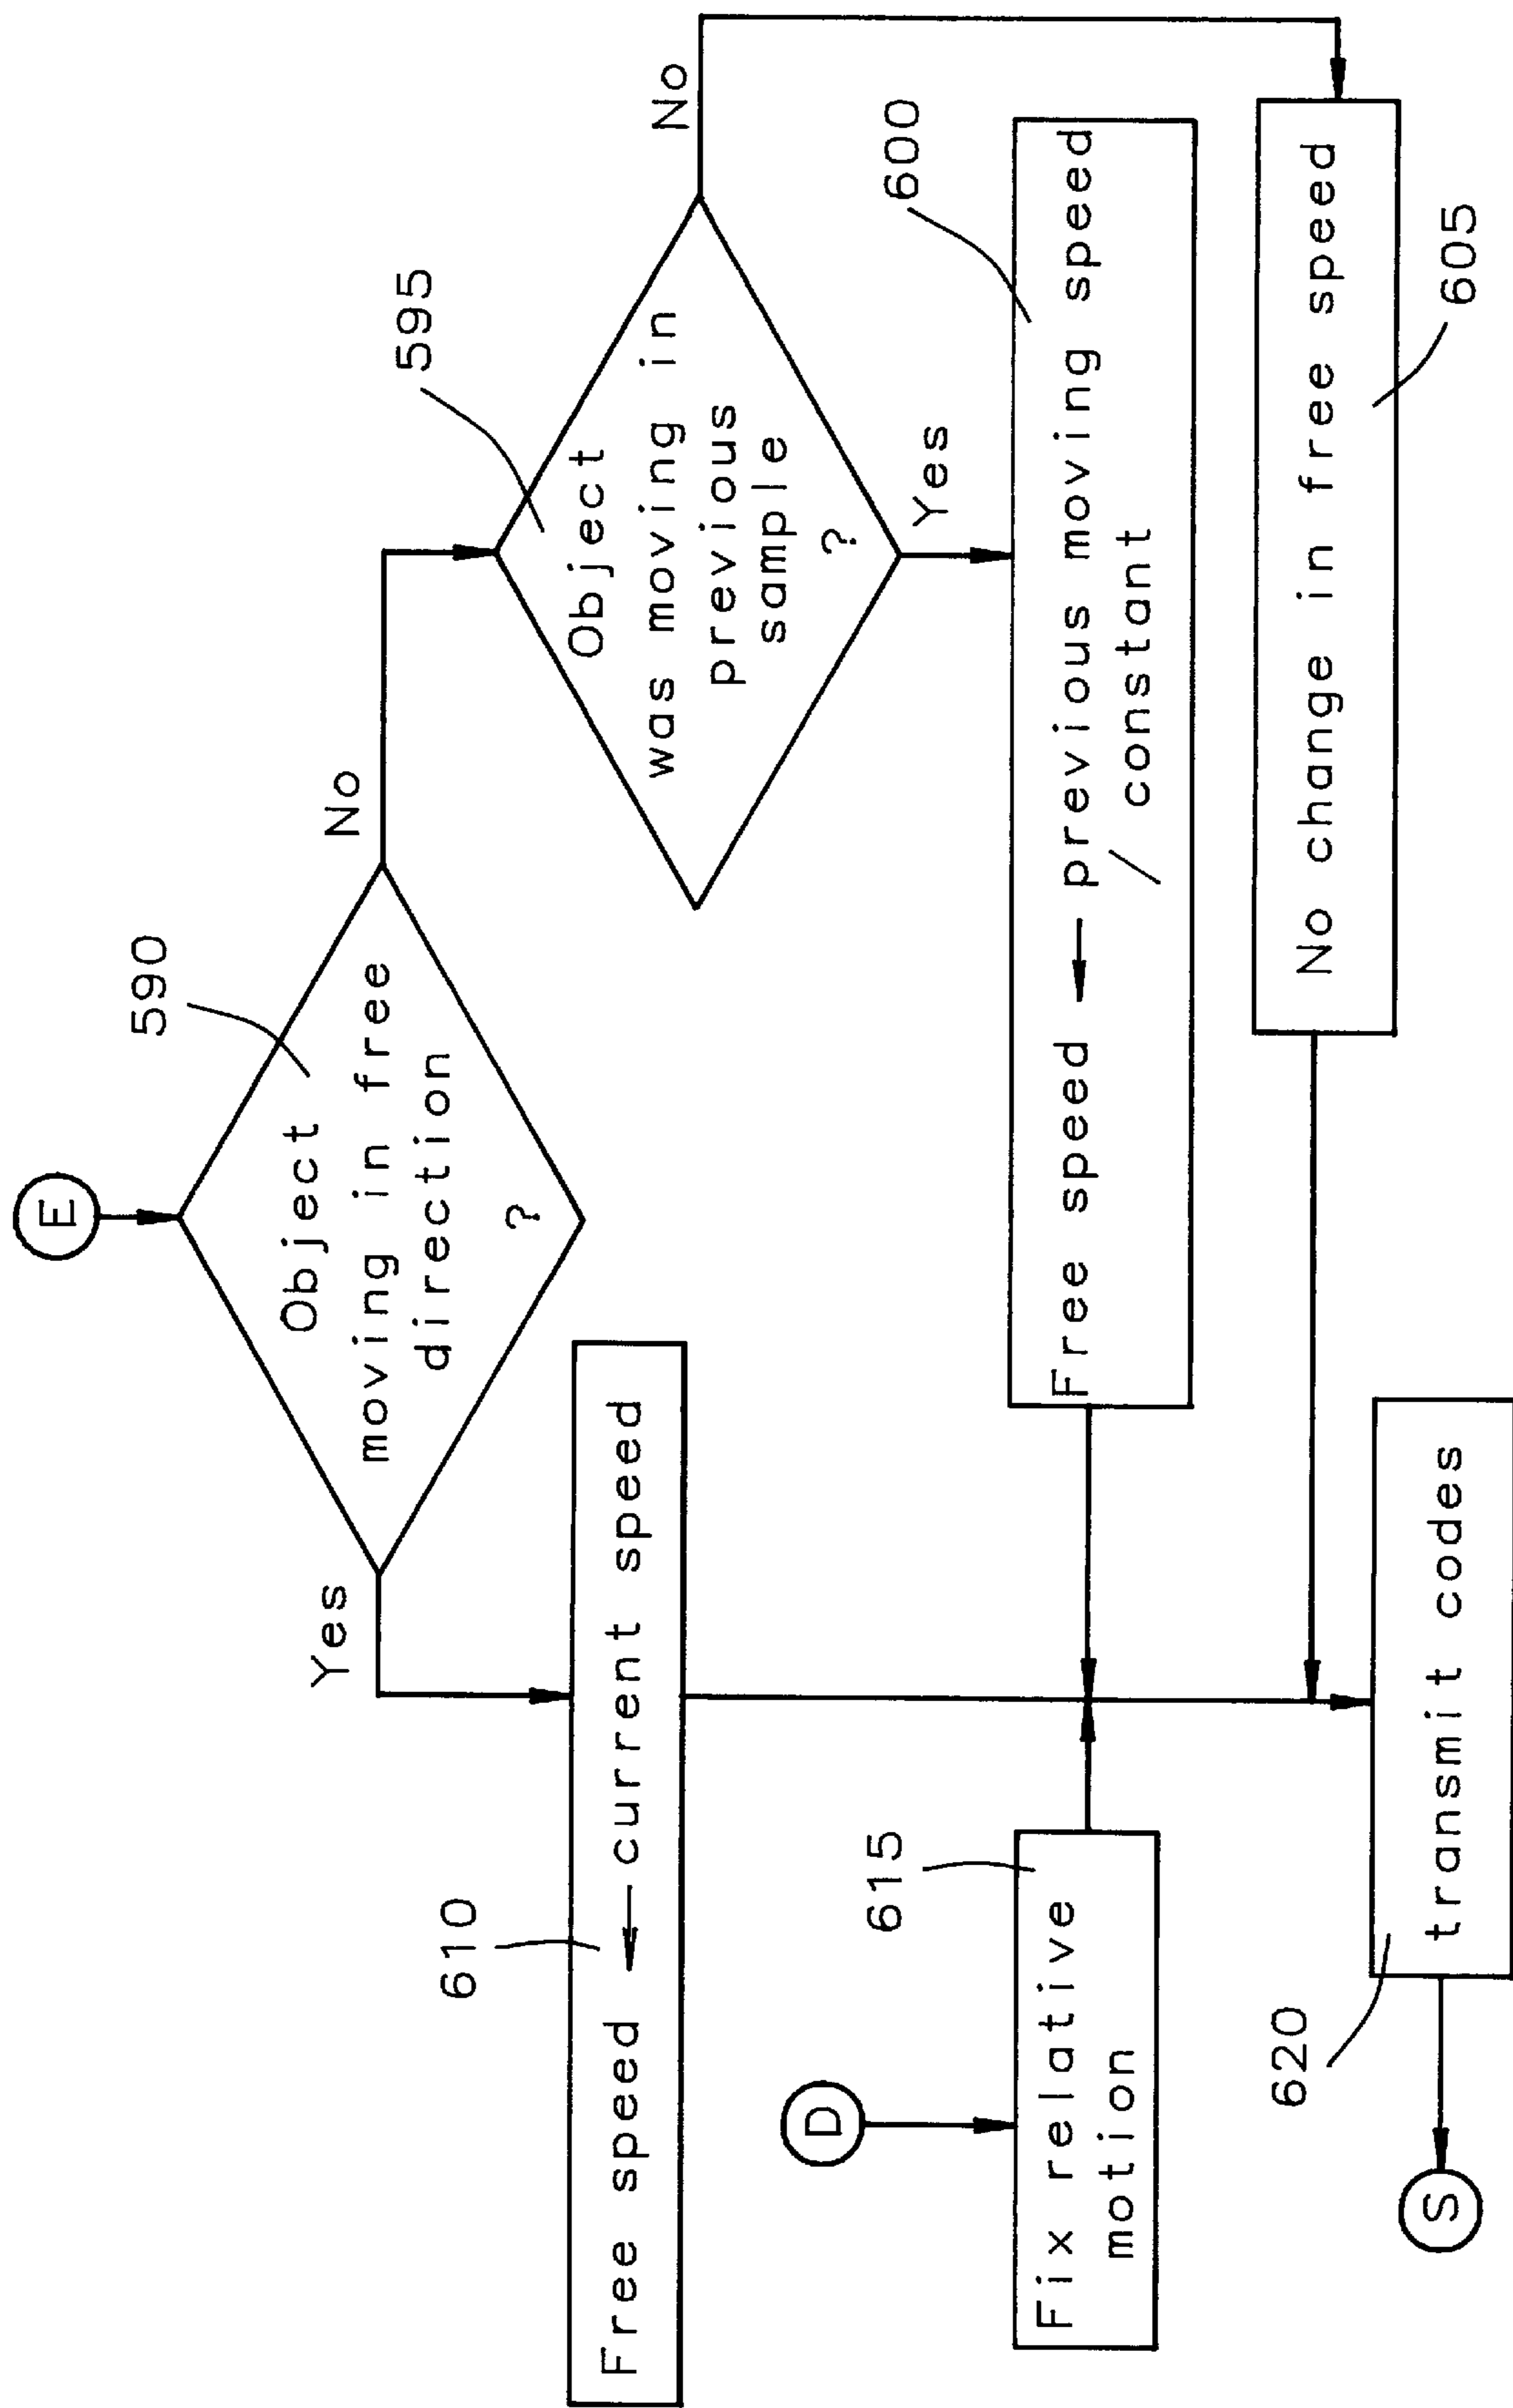 E
590
Object
moving in free
direction
?
Yes
No
595
Object
was moving in
previous
sample
?
No
Yes
610
Free speed ← current speed
600
Free speed ← previous moving speed
/ constant
D
615
Fix relative
motion
No change in free speed
605
620
transmit codes
S